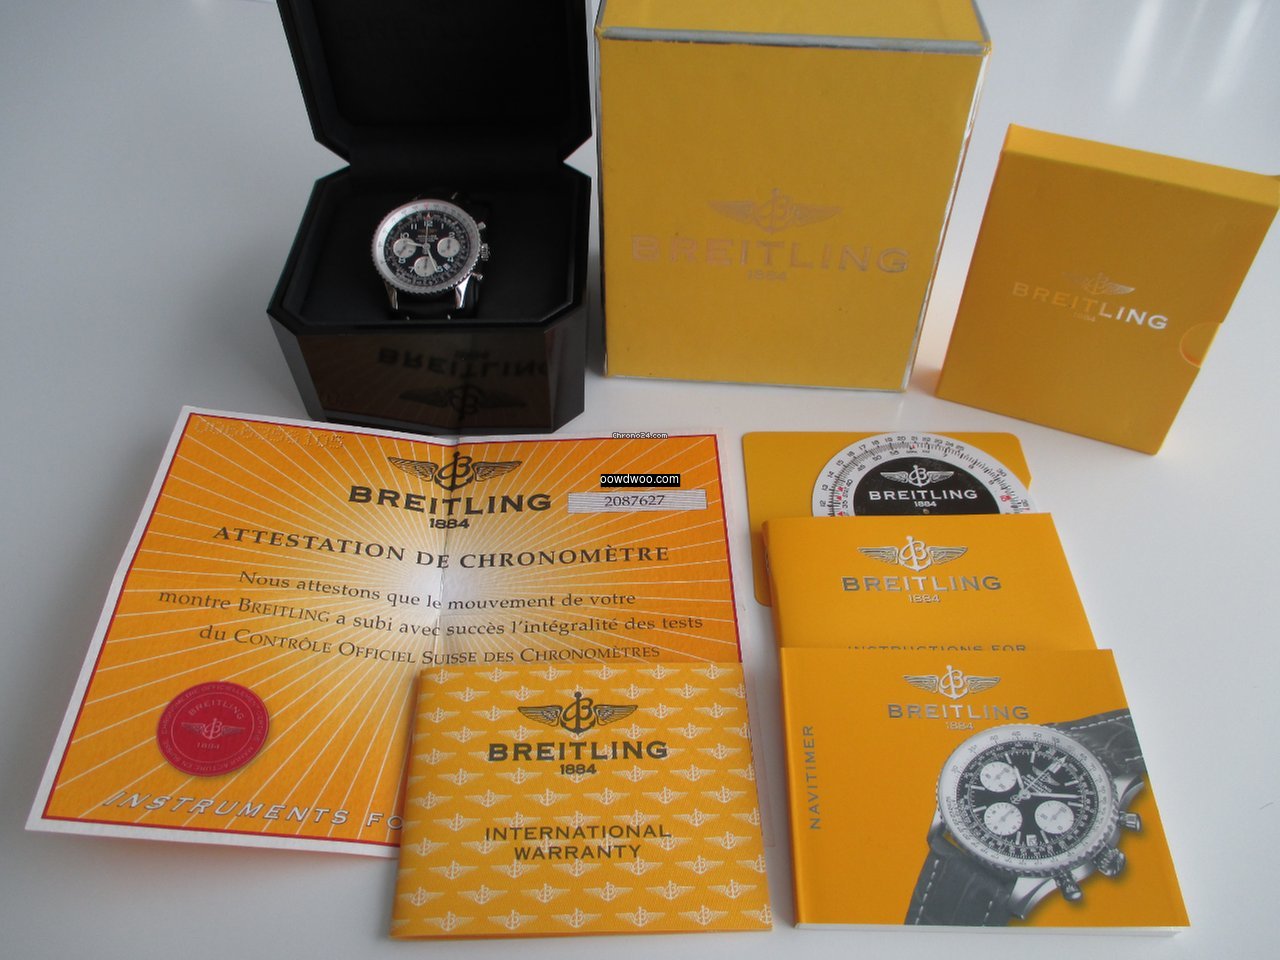 BREITLING
1884
BREITLING
1884
BREITLING
1884
Chrono24.com
oowdwoo.com
BREITLING
1884
2087627
ATTESTATION DE CHRONOMÈTRE
Nous attestons que le mouvement de votre
montre BREITLING a subi avec succès l'intégralité des tests
du CONTRÔLE OFFICIEL SUISSE DES CHRONOMÈTRES
BREITLING
1884
INSTRUMENTS FO
BREITLING
1884
INTERNATIONAL
WARRANTY
BREITLING
1884
BREITLING
1884
INSTRUCTIONS FOR
BREITLING
1884
NAVITIMER